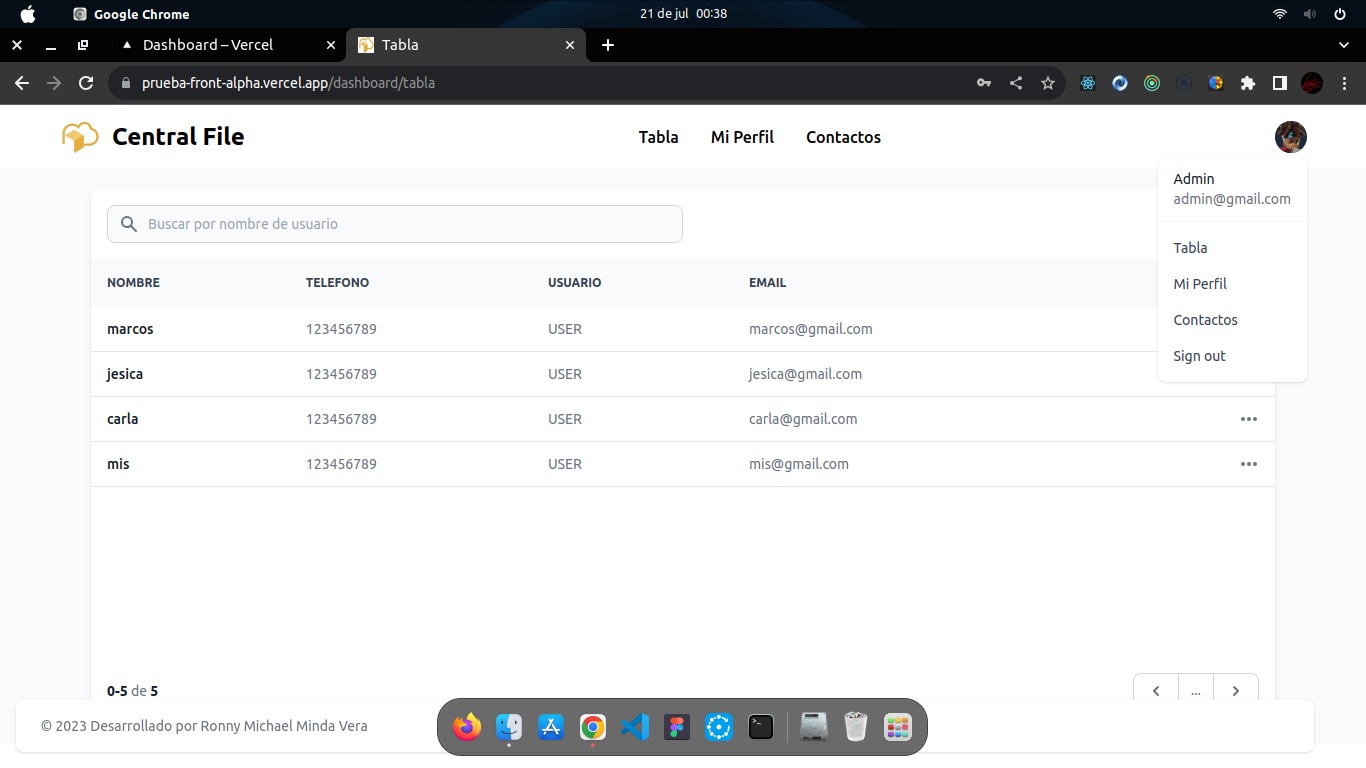 Google Chrome
21 de jul 00:38
Dashboard – Vercel
Tabla
prueba-front-alpha.vercel.app/dashboard/tabla
Central File
Tabla Mi Perfil Contactos
Admin
admin@gmail.com
Tabla
Mi Perfil
Contactos
Sign out
Buscar por nombre de usuario
NOMBRE TELEFONO USUARIO EMAIL
marcos 123456789 USER marcos@gmail.com
jesica 123456789 USER jesica@gmail.com
carla 123456789 USER carla@gmail.com
mis 123456789 USER mis@gmail.com
0-5 de 5
...
© 2023 Desarrollado por Ronny Michael Minda Vera